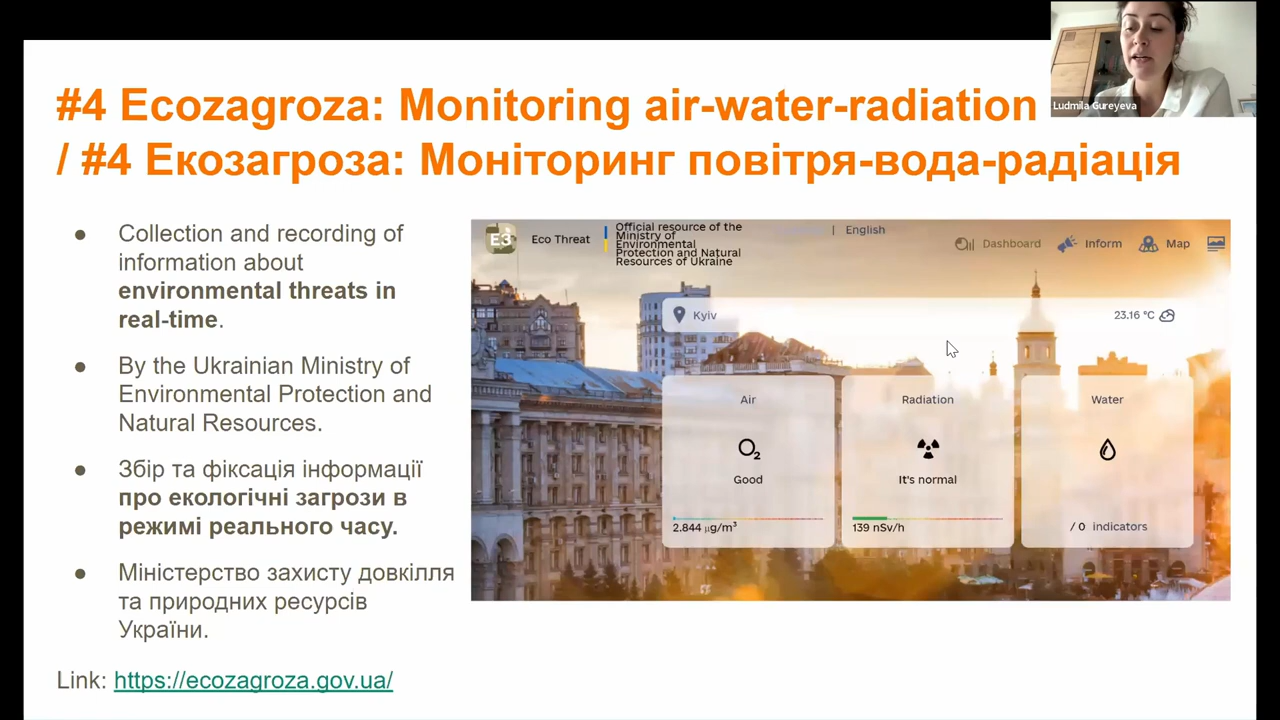 #4 Ecozagroza: Monitoring air-water-radiation
/ #4 Екозагроза: Моніторинг повітря-вода-радіація
Ludmila Gureyeva
● Collection and recording of
information about
environmental threats in
real-time.
● By the Ukrainian Ministry of
Environmental Protection and
Natural Resources.
● Збір та фіксація інформації
про екологічні загрози в
режимі реального часу.
● Міністерство захисту довкілля
та природних ресурсів
України.
Link: https://ecozagroza.gov.ua/
ЕЗ
Eco Threat
Official resource of the
Ministry of
Environmental
Protection and Natural
Resources of Ukraine
| English
Dashboard
Inform
Map
Kyiv
23.16 °C
Air
O₂
Good
2.844 µg/m³
Radiation
It's normal
139 nSv/h
Water
/ 0 indicators